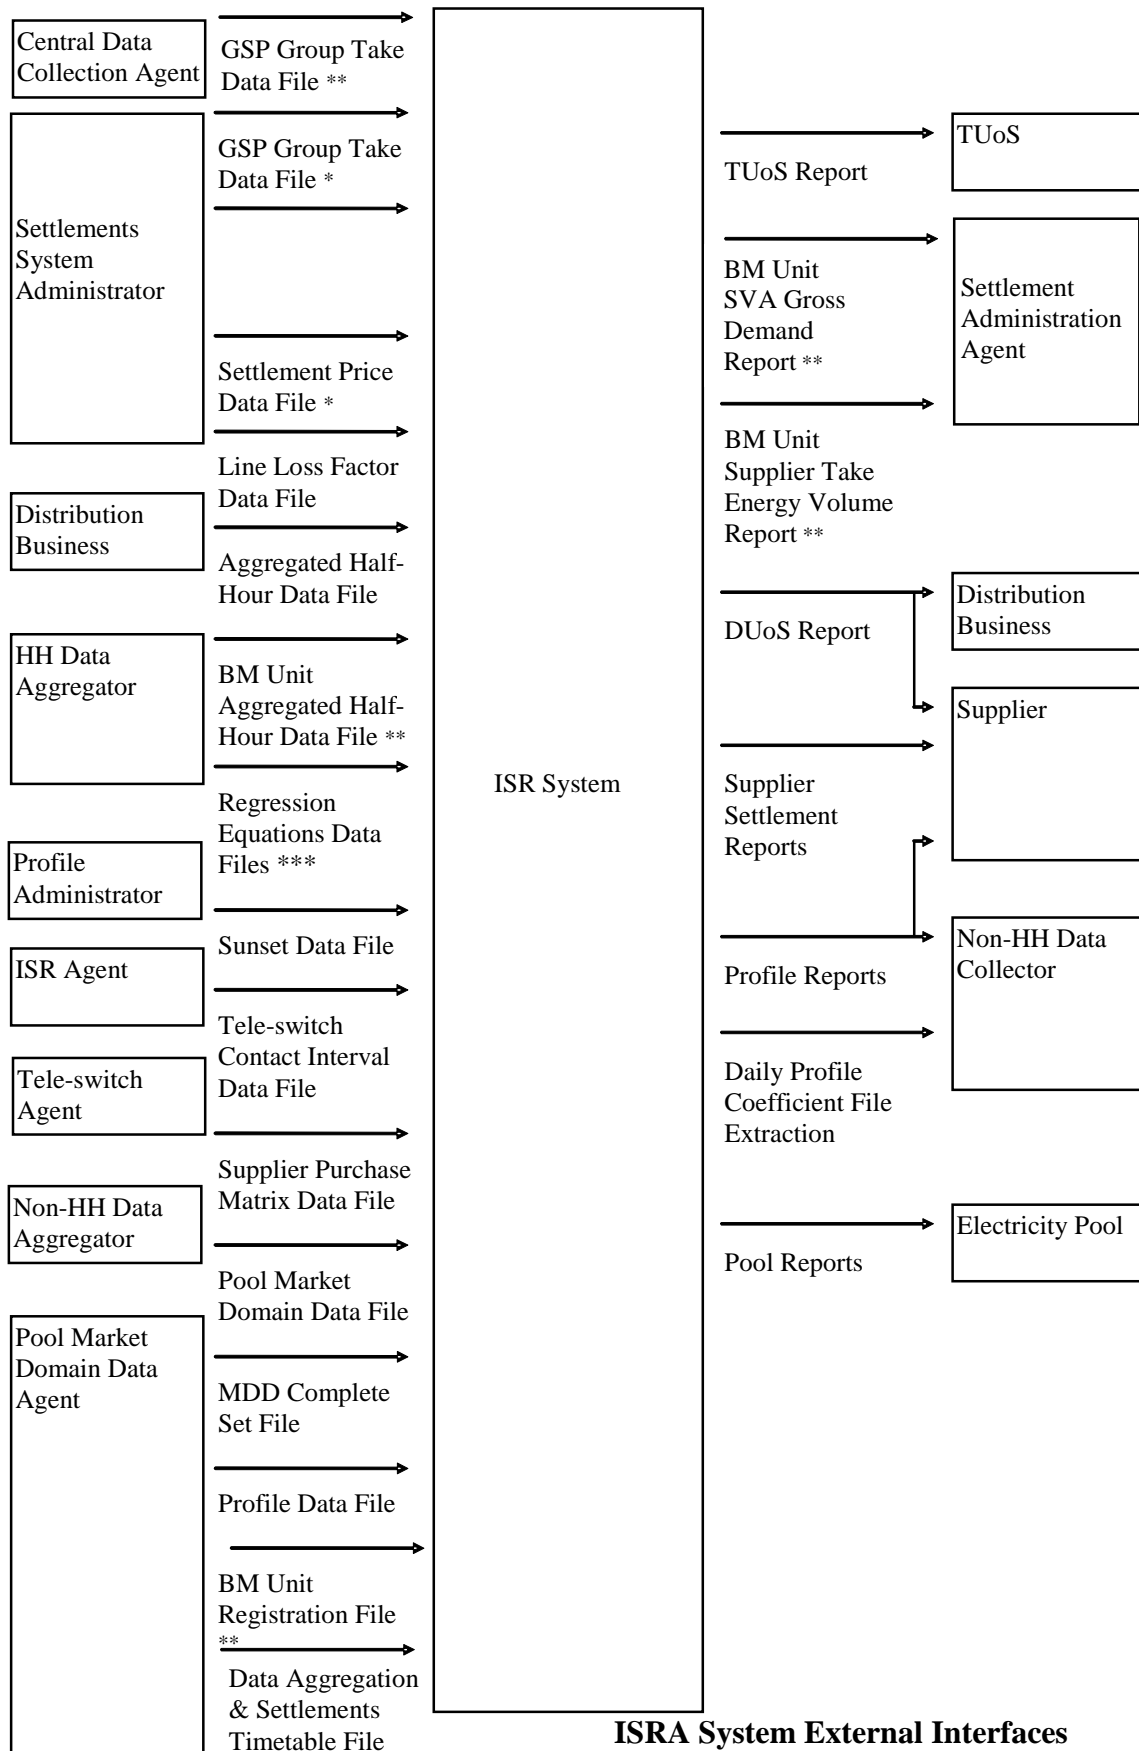 Central Data
Collection Agent
GSP Group Take
Data File **
GSP Group Take
Data File *
Settlements
System
Administrator
Settlement Price
Data File *
Line Loss Factor
Data File
Distribution
Business
Aggregated Half-
Hour Data File
HH Data
Aggregator
BM Unit
Aggregated Half-
Hour Data File **
Regression
Equations Data
Files ***
Profile
Administrator
Sunset Data File
ISR Agent
Tele-switch
Contact Interval
Data File
Tele-switch
Agent
Supplier Purchase
Matrix Data File
Non-HH Data
Aggregator
Pool Market
Domain Data File
Pool Market
Domain Data
Agent
MDD Complete
Set File
Profile Data File
BM Unit
Registration File
**
Data Aggregation
& Settlements
Timetable File
ISR System
TUoS Report
TUoS
BM Unit
SVA Gross
Demand
Report **
Settlement
Administration
Agent
BM Unit
Supplier Take
Energy Volume
Report **
DUoS Report
Distribution
Business
Supplier
Supplier
Settlement
Reports
Profile Reports
Non-HH Data
Collector
Daily Profile
Coefficient File
Extraction
Pool Reports
Electricity Pool
ISRA System External Interfaces